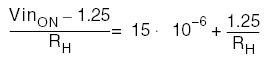 (Vin_ON – 1.25) / R_H = 15 · 10^–6 + 1.25 / R_H